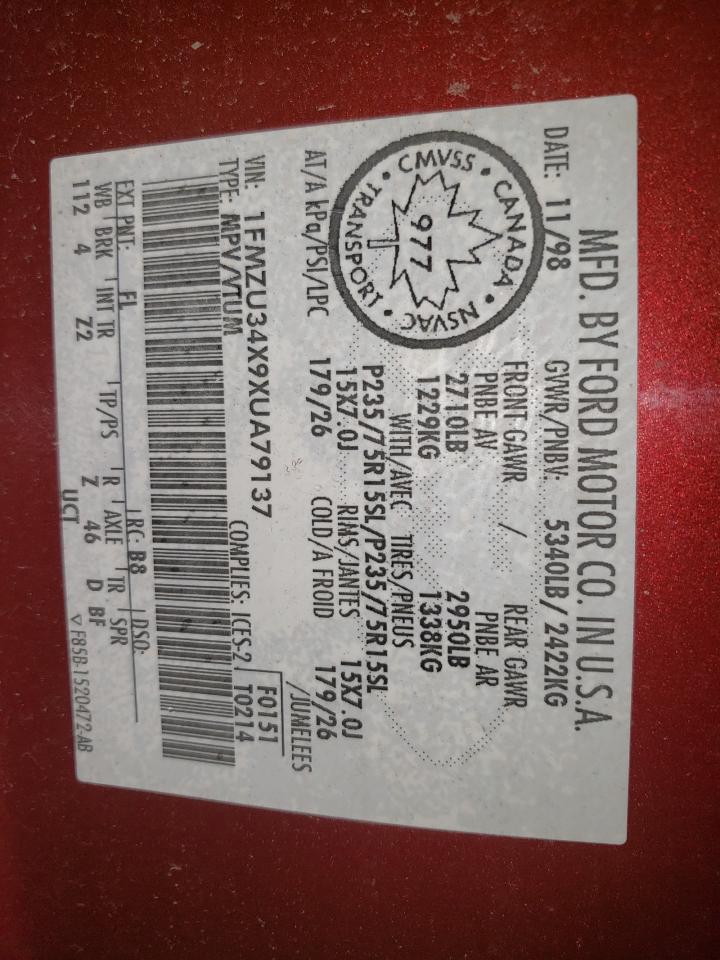 MFD. BY FORD MOTOR CO. IN U.S.A.
DATE: 11/98 GVWR/PNBV: 5340LB/ 2422KG
FRONT GAWR / REAR GAWR
PNBE AV PNBE AR
2710LB 2950LB
1229KG 1338KG
WITH/AVEC TIRES/PNEUS
P235/75R15SL/P235/75R15SL
15X7.0J RIMS/JANTES 15X7.0J
AT/A kPa/PSI/LPC 179/26 COLD/A FROID 179/26
/JUMELEES
CANADA • NSVAC • TRANSPORT • CMVSS •
977
VIN: 1FMZU34X9XUA79137
TYPE: MPV/VTUM COMPLIES: ICES-2
F0151
T0214
EXT PNT: FL RC: B8 DSO:
WB BRK INT TR TP/PS R AXLE TR SPR
112 4 Z2 Z 46 D BF
UCT ▽ F85B-1520472-AB